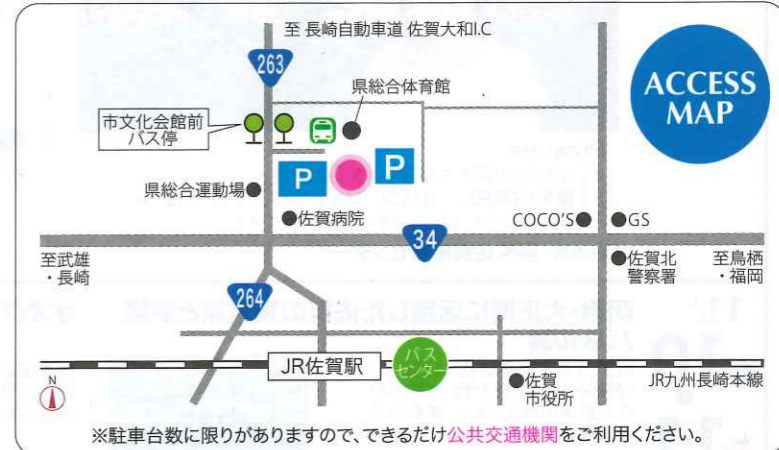 至 長崎自動車道 佐賀大和I.C
ACCESS
MAP
263
県総合体育館
市文化会館前
バス停
P
P
県総合運動場
佐賀病院
COCO'S
GS
34
至武雄
・長崎
佐賀北
警察署
至鳥栖
・福岡
264
JR佐賀駅
バス
センター
佐賀
市役所
JR九州長崎本線
N
※駐車台数に限りがありますので、できるだけ公共交通機関をご利用ください。